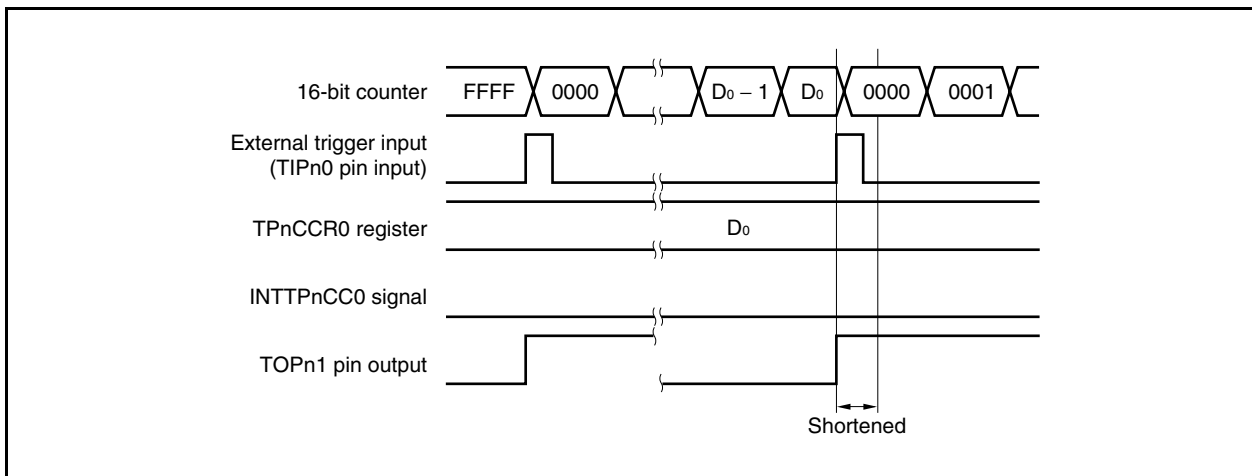 16-bit counter FFFF 0000 D₀ − 1 D₀ 0000 0001
External trigger input
(TIPn0 pin input)
TPnCCR0 register D₀
INTTPnCC0 signal
TOPn1 pin output
Shortened